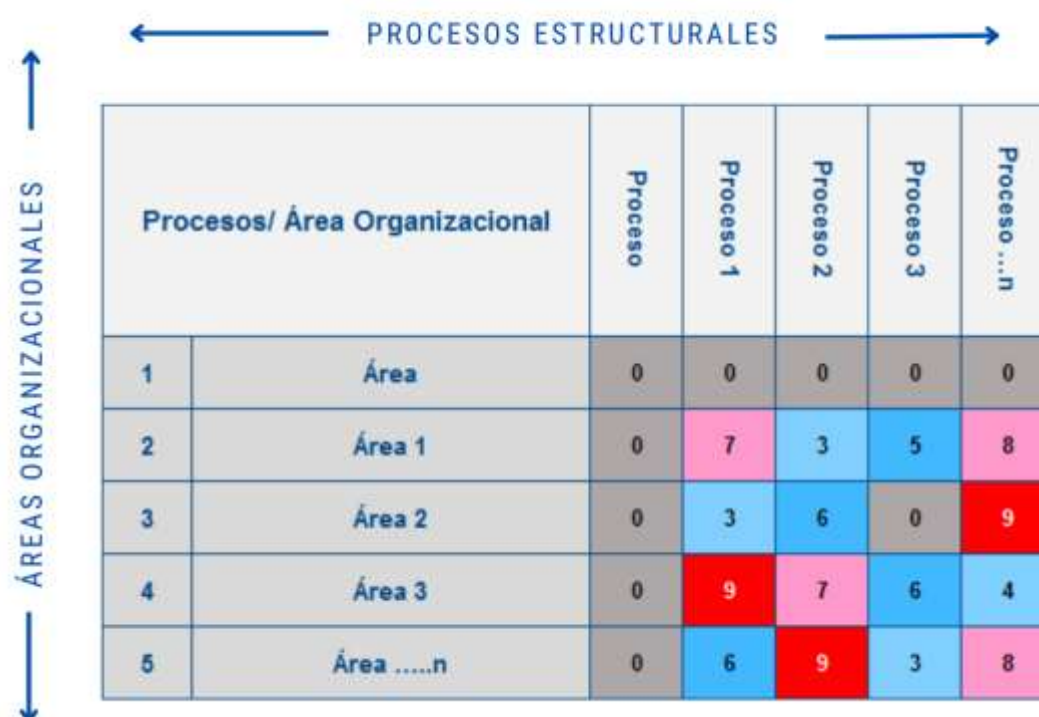 PROCESOS ESTRUCTURALES
ÁREAS ORGANIZACIONALES
Procesos/ Área Organizacional
Proceso
Proceso 1
Proceso 2
Proceso 3
Proceso ...n
1 Área 0 0 0 0 0
2 Área 1 0 7 3 5 8
3 Área 2 0 3 6 0 9
4 Área 3 0 9 7 6 4
5 Área .....n 0 6 9 3 8